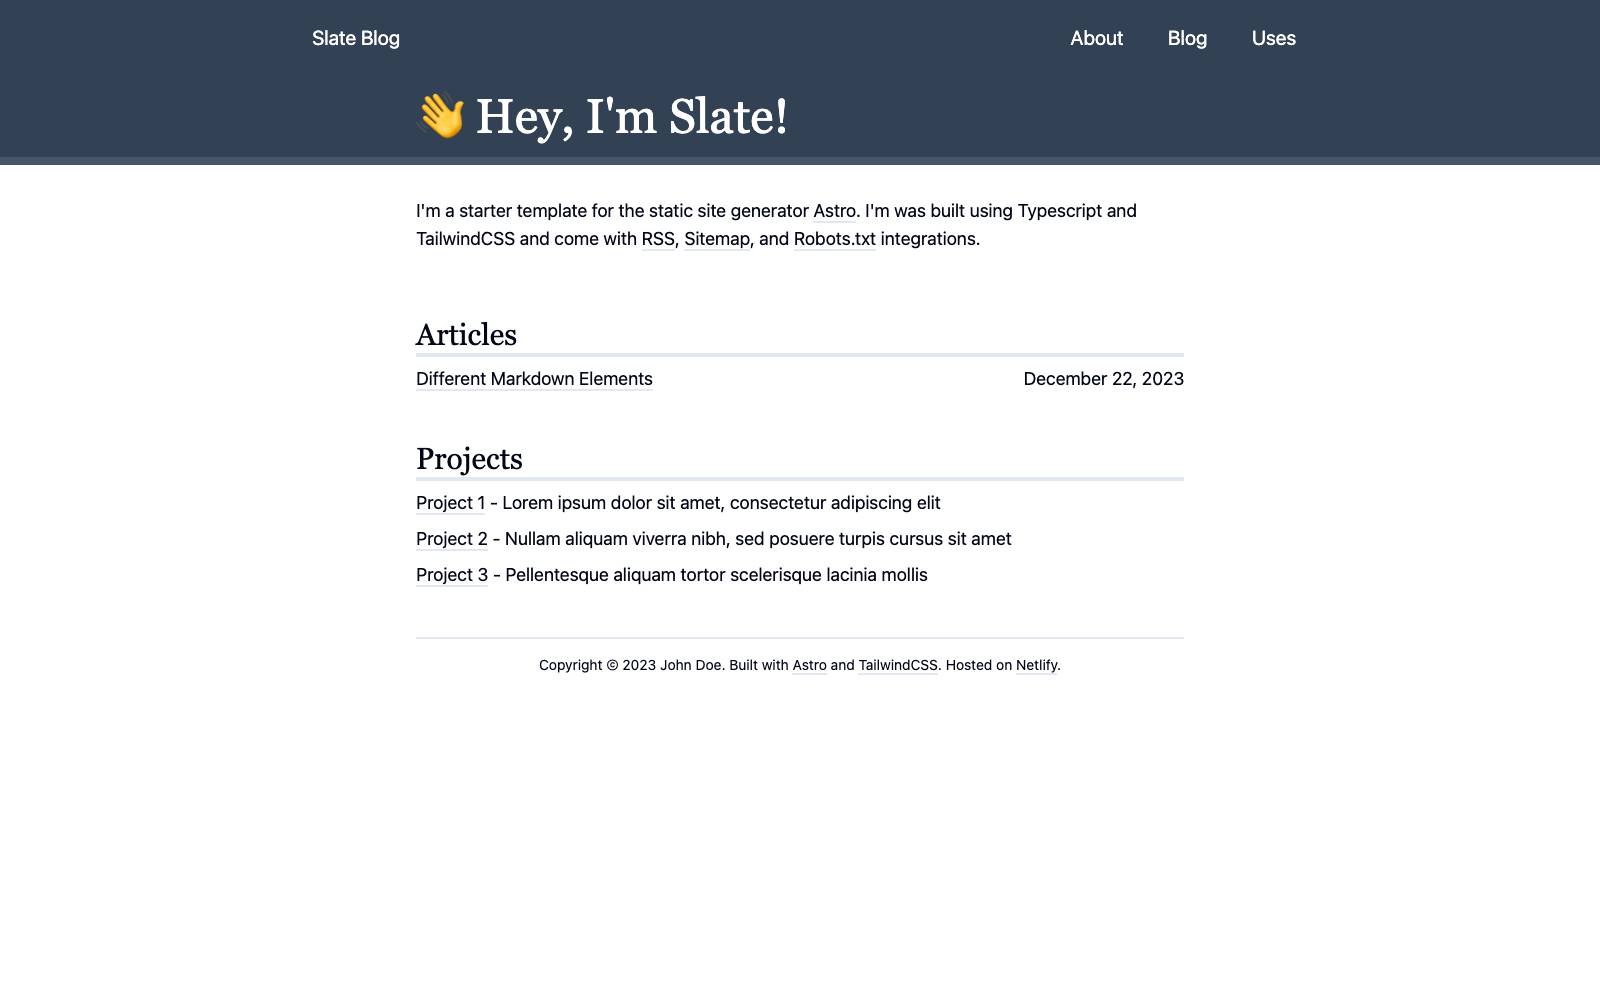 Slate Blog About Blog Uses
👋 Hey, I'm Slate!
I'm a starter template for the static site generator Astro. I'm was built using Typescript and
TailwindCSS and come with RSS, Sitemap, and Robots.txt integrations.
Articles
Different Markdown Elements December 22, 2023
Projects
Project 1 - Lorem ipsum dolor sit amet, consectetur adipiscing elit
Project 2 - Nullam aliquam viverra nibh, sed posuere turpis cursus sit amet
Project 3 - Pellentesque aliquam tortor scelerisque lacinia mollis
Copyright © 2023 John Doe. Built with Astro and TailwindCSS. Hosted on Netlify.